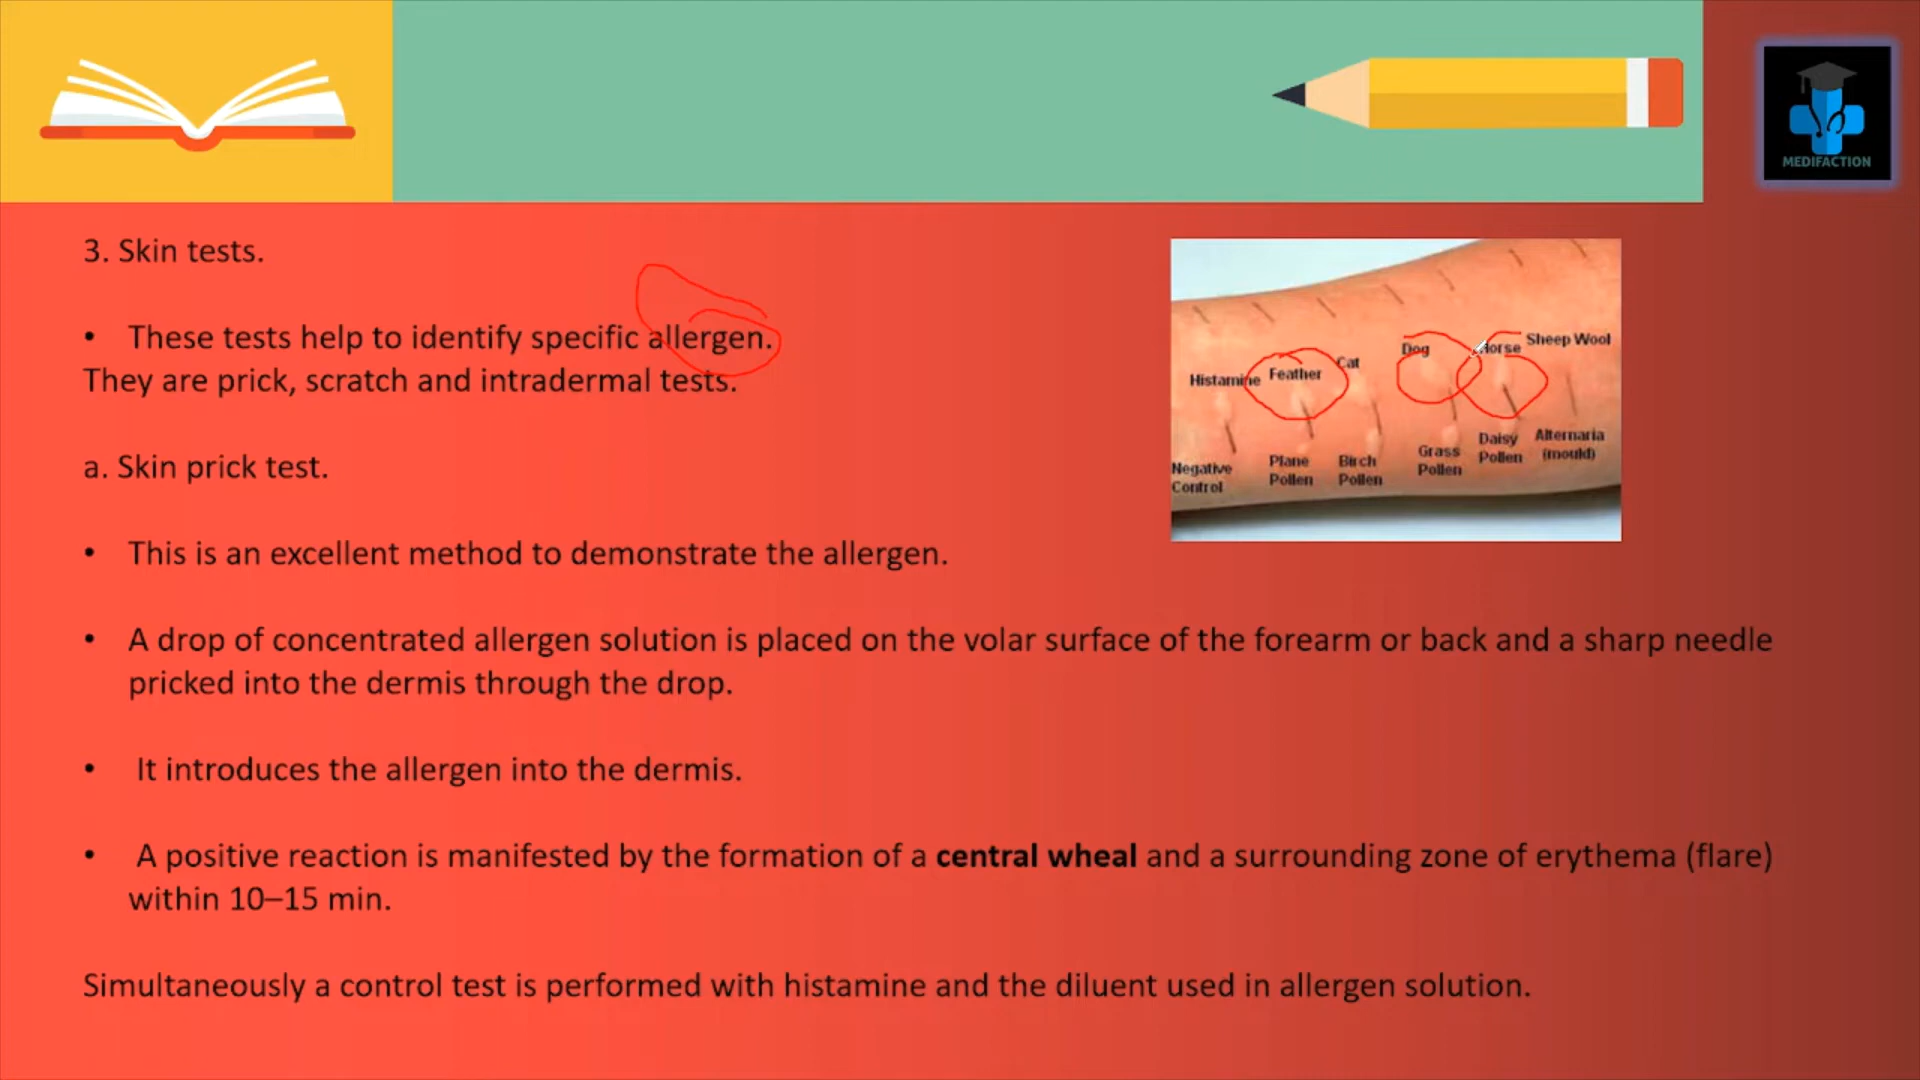 MEDIFACTION
3. Skin tests.
• These tests help to identify specific allergen.
They are prick, scratch and intradermal tests.
a. Skin prick test.
• This is an excellent method to demonstrate the allergen.
• A drop of concentrated allergen solution is placed on the volar surface of the forearm or back and a sharp needle
pricked into the dermis through the drop.
• It introduces the allergen into the dermis.
• A positive reaction is manifested by the formation of a central wheal and a surrounding zone of erythema (flare)
within 10–15 min.
Simultaneously a control test is performed with histamine and the diluent used in allergen solution.
Histamine
Feather
Cat
Dog
Horse
Sheep Wool
Negative
Control
Plane
Pollen
Birch
Pollen
Grass
Pollen
Daisy
Pollen
Alternaria
(mould)